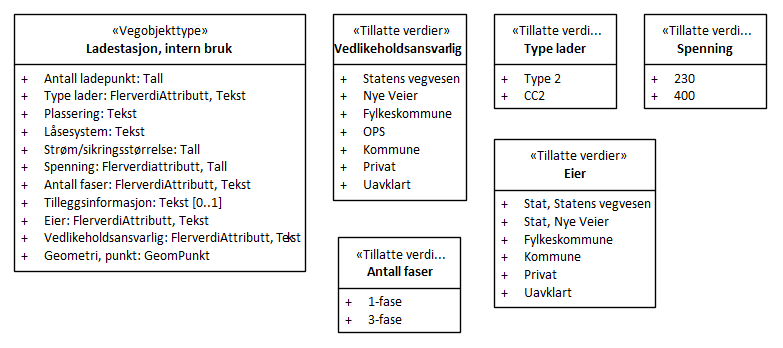 «Vegobjekttype»
Ladestasjon, intern bruk
+ Antall ladepunkt: Tall
+ Type lader: FlerverdiAttributt, Tekst
+ Plassering: Tekst
+ Låsesystem: Tekst
+ Strøm/sikringsstørrelse: Tall
+ Spenning: Flerverdiattributt, Tall
+ Antall faser: FlerverdiAttributt, Tekst
+ Tilleggsinformasjon: Tekst [0..1]
+ Eier: FlerverdiAttributt, Tekst
+ Vedlikeholdsansvarlig: FlerverdiAttributt, Tekst
+ Geometri, punkt: GeomPunkt
«Tillatte verdier»
Vedlikeholdsansvarlig
+ Statens vegvesen
+ Nye Veier
+ Fylkeskommune
+ OPS
+ Kommune
+ Privat
+ Uavklart
«Tillatte verdi...
Type lader
+ Type 2
+ CC2
«Tillatte verdi...
Spenning
+ 230
+ 400
«Tillatte verdier»
Eier
+ Stat, Statens vegvesen
+ Stat, Nye Veier
+ Fylkeskommune
+ Kommune
+ Privat
+ Uavklart
«Tillatte verdi...
Antall faser
+ 1-fase
+ 3-fase